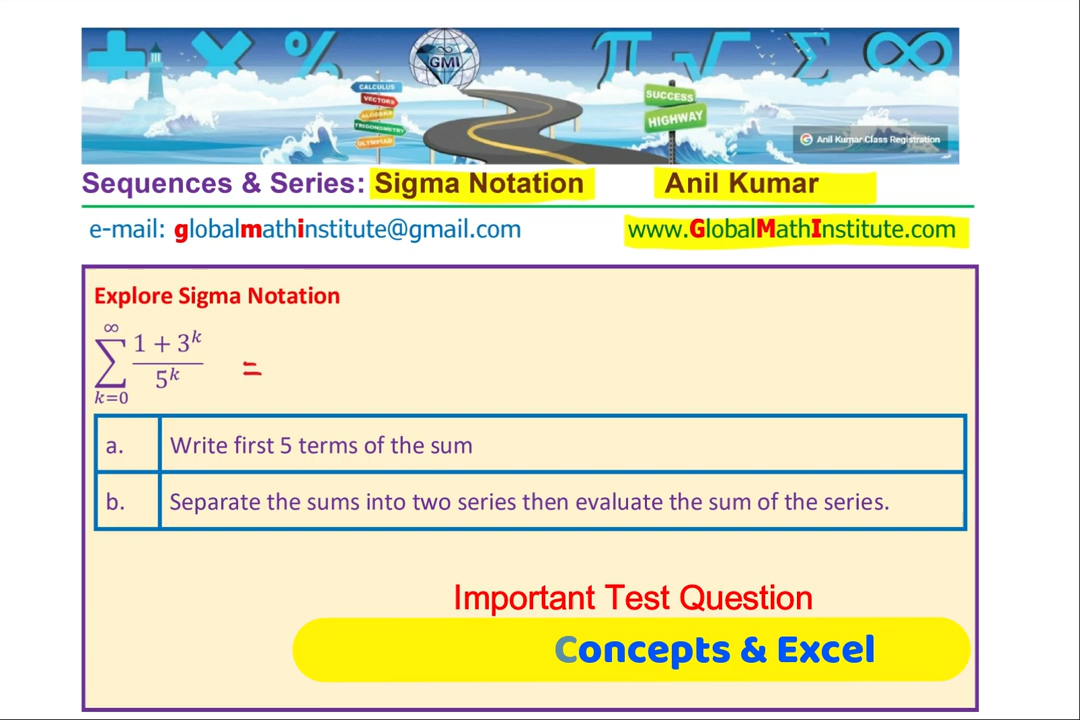 GMI
CALCULUS
VECTORS
ALGEBRA
TRIGONOMETRY
OLYMPIAD
SUCCESS
HIGHWAY
Anil Kumar Class Registration
Sequences & Series: Sigma Notation Anil Kumar
e-mail: globalmathinstitute@gmail.com www.GlobalMathInstitute.com
Explore Sigma Notation
∞
∑ (1 + 3^k)/(5^k) =
k=0
a. Write first 5 terms of the sum
b. Separate the sums into two series then evaluate the sum of the series.
Important Test Question
Concepts & Excel